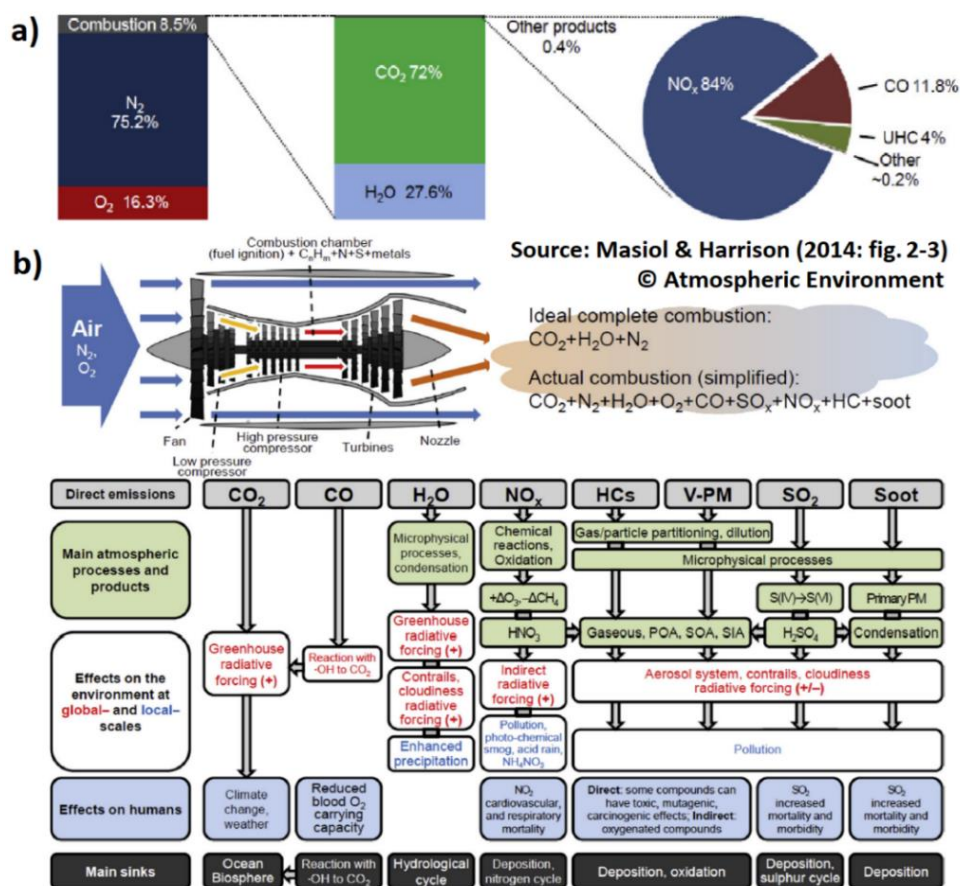 a)
Combustion 8.5%
N2
75.2%
O2 16.3%
CO2 72%
H2O 27.6%
Other products
0.4%
NOx 84%
CO 11.8%
UHC 4%
Other
~0.2%
b)
Combustion chamber
(fuel ignition) + CnHm+N+S+metals
Source: Masiol & Harrison (2014: fig. 2-3)
© Atmospheric Environment
Air
N2,
O2
Ideal complete combustion:
CO2+H2O+N2
Actual combustion (simplified):
CO2+N2+H2O+O2+CO+SOx+NOx+HC+soot
Fan
Low pressure
compressor
High pressure
compressor
Turbines
Nozzle
Direct emissions
CO2
CO
H2O
NOx
HCs
V-PM
SO2
Soot
Main atmospheric
processes and
products
Microphysical
processes,
condensation
Chemical
reactions,
Oxidation
Gas/particle partitioning, dilution
Microphysical processes
+ΔO3,-ΔCH4
S(IV)→S(VI)
Primary PM
HNO3
Gaseous, POA, SOA, SIA
H2SO4
Condensation
Effects on the
environment at
global– and local–
scales
Greenhouse
radiative
forcing (+)
Reaction with
-OH to CO2
Greenhouse
radiative
forcing (+)
Contrails,
cloudiness
radiative
forcing (+)
Enhanced
precipitation
Indirect
radiative
forcing (+)
Pollution,
photo-chemical
smog, acid rain,
NH4NO3
Aerosol system, contrails, cloudiness
radiative forcing (+/–)
Pollution
Effects on humans
Climate
change,
weather
Reduced
blood O2
carrying
capacity
NO2
cardiovascular,
and respiratory
mortality
Direct: some compounds can
have toxic, mutagenic,
carcinogenic effects; Indirect:
oxygenated compounds
SO2
increased
mortality and
morbidity
SO2
increased
mortality and
morbidity
Main sinks
Ocean
Biosphere
Reaction with
-OH to CO2
Hydrological
cycle
Deposition,
nitrogen cycle
Deposition, oxidation
Deposition,
sulphur cycle
Deposition